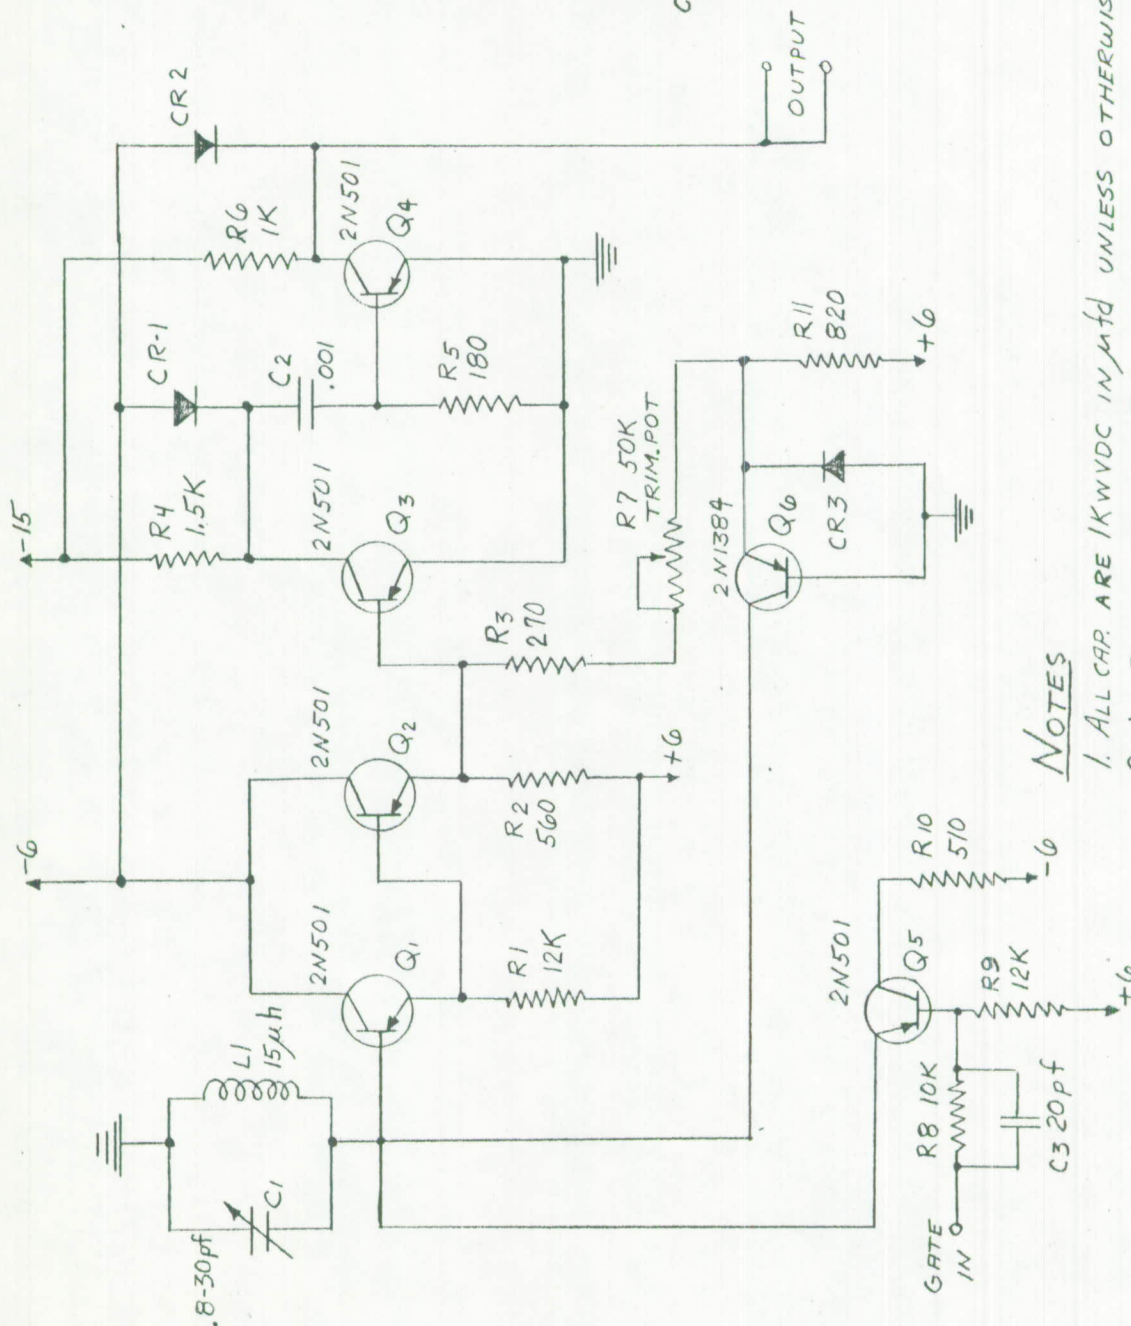 -15
-6
CR2
CR-1
R4
1.5K
R6
1K
C2
.001
2N501
Q4
2N501
Q3
R5
180
OUTPUT
2N501
Q2
2N501
Q1
L1
15µh
8-30pf
C1
R3
270
R7 50K
TRIM.POT
R11
820
+6
R2
560
R1
12K
+6
2N1384
Q6
CR3
2N501
Q5
R10
510
-6
R9
12K
+6
R8 10K
C3 20pf
GATE
IN
NOTES
1. ALL CAP. ARE 1KWVDC IN µfd UNLESS OTHERWIS